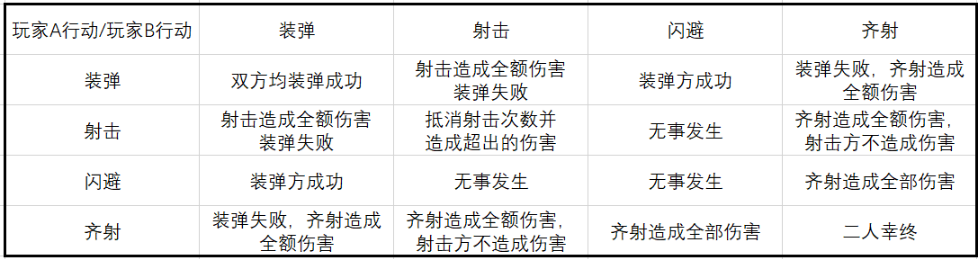 玩家A行动/玩家B行动 装弹 射击 闪避 齐射
装弹 双方均装弹成功 射击造成全额伤害 装弹失败 装弹方成功 装弹失败，齐射造成 全额伤害
射击 射击造成全额伤害 装弹失败 抵消射击次数并 造成超出的伤害 无事发生 齐射造成全额伤害， 射击方不造成伤害
闪避 装弹方成功 无事发生 无事发生 齐射造成全部伤害
齐射 装弹失败，齐射造成 全额伤害 齐射造成全额伤害， 射击方不造成伤害 齐射造成全部伤害 二人幸终